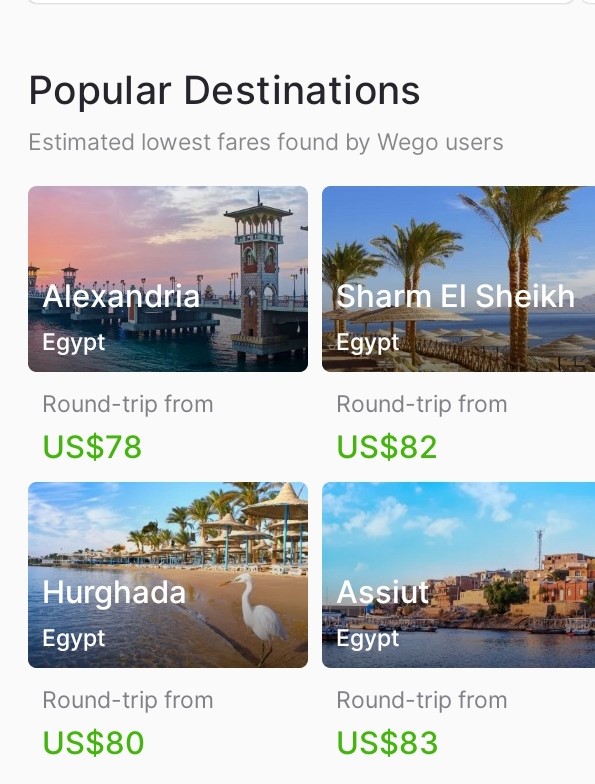 Popular Destinations
Estimated lowest fares found by Wego users
Alexandria
Egypt
Round-trip from
US$78
Sharm El Sheikh
Egypt
Round-trip from
US$82
Hurghada
Egypt
Round-trip from
US$80
Assiut
Egypt
Round-trip from
US$83